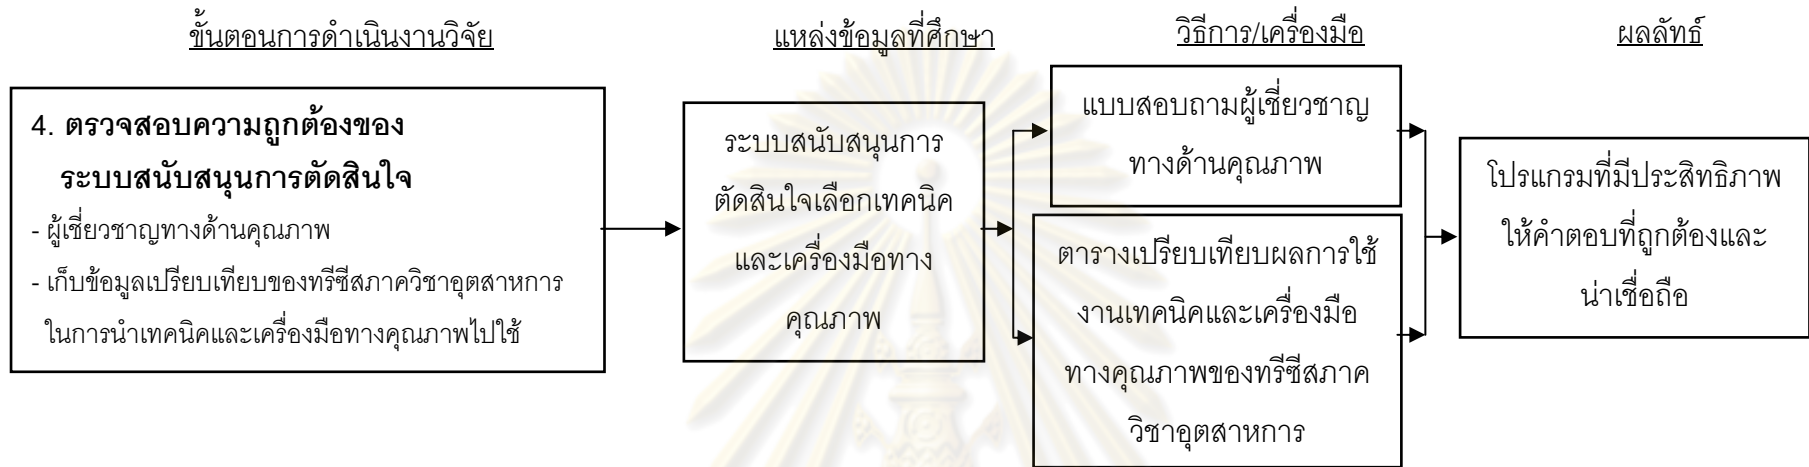 ขั้นตอนการดำเนินงานวิจัย
แหล่งข้อมูลที่ศึกษา
วิธีการ/เครื่องมือ
ผลลัทธ์
4. ตรวจสอบความถูกต้องของ
ระบบสนับสนุนการตัดสินใจ
- ผู้เชี่ยวชาญทางด้านคุณภาพ
- เก็บข้อมูลเปรียบเทียบของทรีซีสภาควิชาอุตสาหการ
ในการนำเทคนิคและเครื่องมือทางคุณภาพไปใช้
ระบบสนับสนุนการ
ตัดสินใจเลือกเทคนิค
และเครื่องมือทาง
คุณภาพ
แบบสอบถามผู้เชี่ยวชาญ
ทางด้านคุณภาพ
ตารางเปรียบเทียบผลการใช้
งานเทคนิคและเครื่องมือ
ทางคุณภาพของทรีซีสภาค
วิชาอุตสาหการ
โปรแกรมที่มีประสิทธิภาพ
ให้คำตอบที่ถูกต้องและ
น่าเชื่อถือ